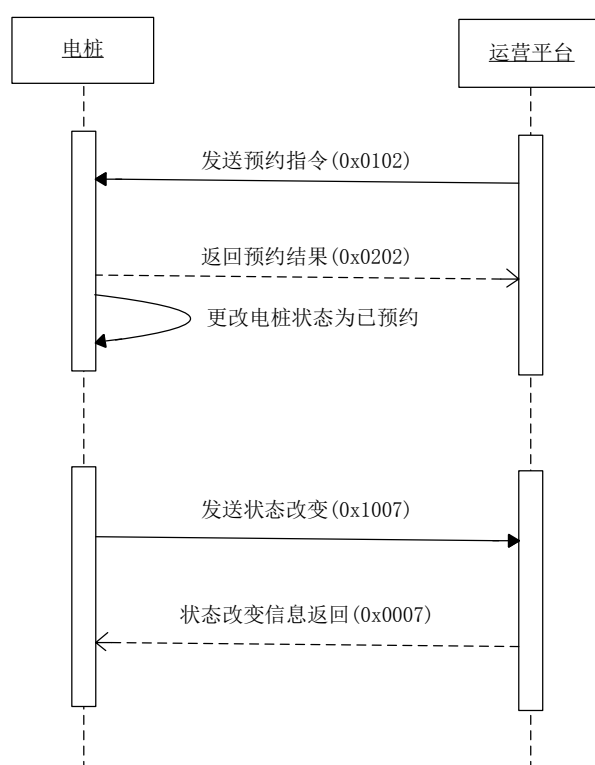 电桩
运营平台
发送预约指令(0x0102)
返回预约结果(0x0202)
更改电桩状态为已预约
发送状态改变(0x1007)
状态改变信息返回(0x0007)